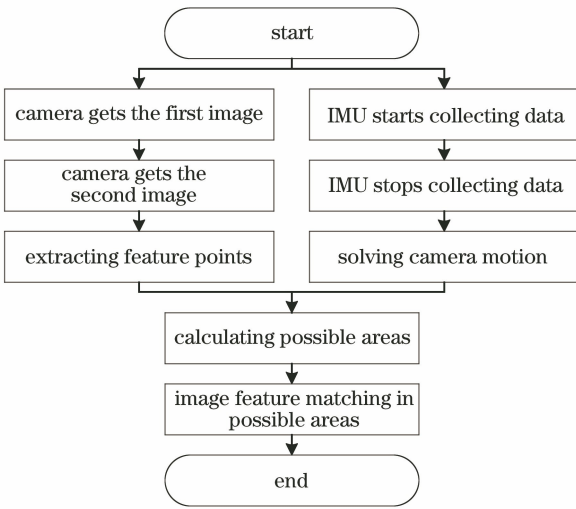 start
camera gets the first image
IMU starts collecting data
camera gets the
second image
IMU stops collecting data
extracting feature points
solving camera motion
calculating possible areas
image feature matching in
possible areas
end